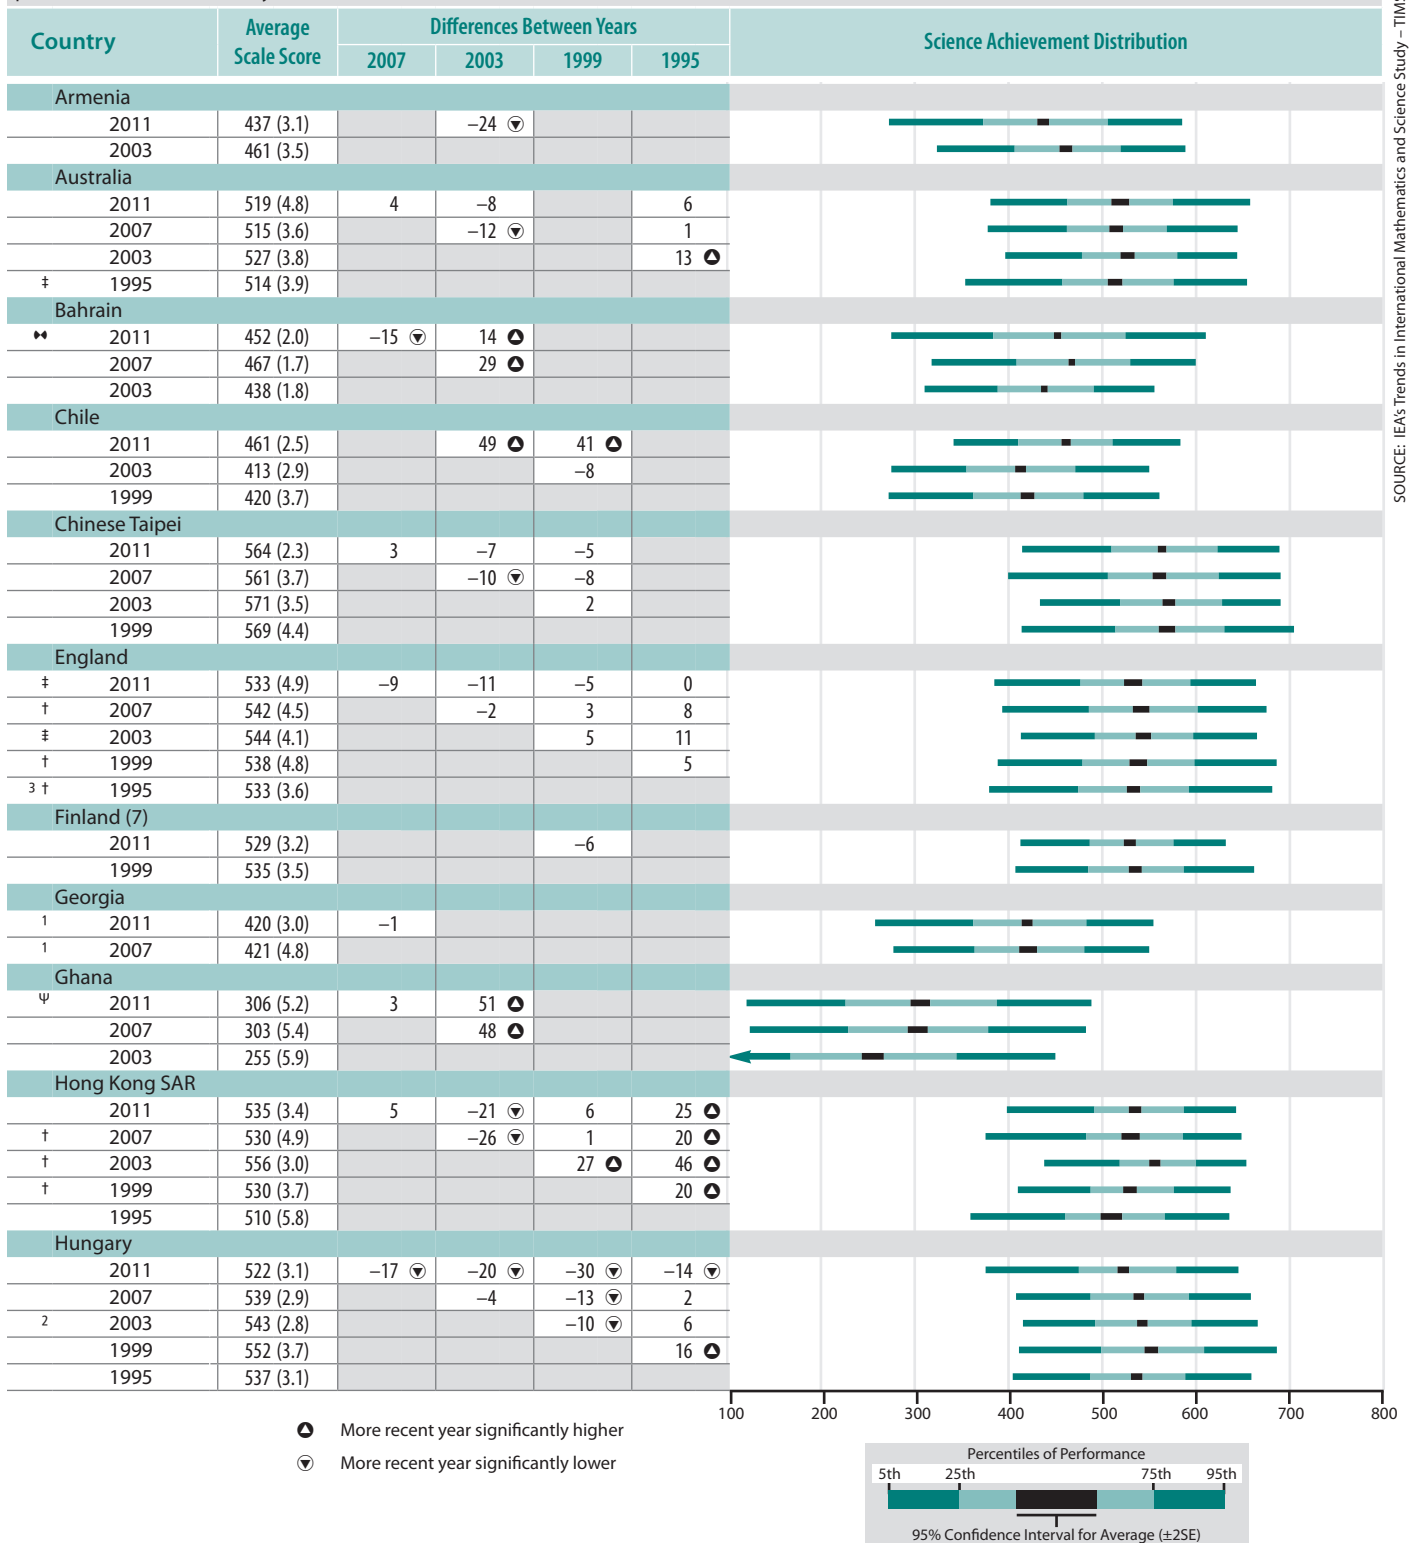 Country
Average Scale Score
Differences Between Years
2007 2003 1999 1995
Science Achievement Distribution
Armenia
2011 437 (3.1) –24
2003 461 (3.5)
Australia
2011 519 (4.8) 4 –8 6
2007 515 (3.6) –12 1
2003 527 (3.8) 13
‡ 1995 514 (3.9)
Bahrain
2011 452 (2.0) –15 14
2007 467 (1.7) 29
2003 438 (1.8)
Chile
2011 461 (2.5) 49 41
2003 413 (2.9) –8
1999 420 (3.7)
Chinese Taipei
2011 564 (2.3) 3 –7 –5
2007 561 (3.7) –10 –8
2003 571 (3.5) 2
1999 569 (4.4)
England
‡ 2011 533 (4.9) –9 –11 –5 0
† 2007 542 (4.5) –2 3 8
‡ 2003 544 (4.1) 5 11
† 1999 538 (4.8) 5
3 † 1995 533 (3.6)
Finland (7)
2011 529 (3.2) –6
1999 535 (3.5)
Georgia
1 2011 420 (3.0) –1
1 2007 421 (4.8)
Ghana
Ψ 2011 306 (5.2) 3 51
2007 303 (5.4) 48
2003 255 (5.9)
Hong Kong SAR
2011 535 (3.4) 5 –21 6 25
† 2007 530 (4.9) –26 1 20
† 2003 556 (3.0) 27 46
† 1999 530 (3.7) 20
1995 510 (5.8)
Hungary
2011 522 (3.1) –17 –20 –30 –14
2007 539 (2.9) –4 –13 2
2 2003 543 (2.8) –10 6
1999 552 (3.7) 16
1995 537 (3.1)
100 200 300 400 500 600 700 800
More recent year significantly higher
More recent year significantly lower
Percentiles of Performance
5th 25th 75th 95th
95% Confidence Interval for Average (±2SE)
SOURCE: IEA's Trends in International Mathematics and Science Study – TIMS